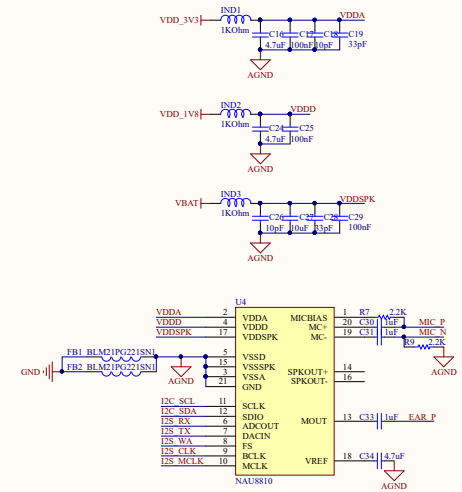 IND1
VDD_3V3
VDDA
1KOhm
C16 C17 C18 C19
4.7uF 100nF 10pF 33pF
AGND
IND2
VDD_1V8
VDDD
1KOhm
C24 C25
4.7uF 100nF
AGND
IND3
VBAT
VDDSPK
1KOhm
C26 C27 C28 C29
10pF 10uF 33pF 100nF
AGND
U4
VDDA 2 VDDA MICBIAS 1 R7 2.2K
VDDD 4 VDDD MC+ 20 C30 1uF MIC_P
VDDSPK 17 VDDSPK MC- 19 C31 1uF MIC_N
R9 2.2K
AGND
FB1 BLM21PG221SN1
FB2 BLM21PG221SN1
GND
AGND
5 VSSD
15 VSSSPK SPKOUT+ 14
3 VSSA SPKOUT- 16
21 GND
I2C_SCL 11 SCLK
I2C_SDA 12 SDIO MOUT 13 C33 1uF EAR_P
I2S_RX 6 ADCOUT
I2S_TX 7 DACIN
I2S_WA 8 FS
I2S_CLK 9 BCLK VREF 18 C34 4.7uF
I2S_MCLK 10 MCLK
AGND
NAU8810